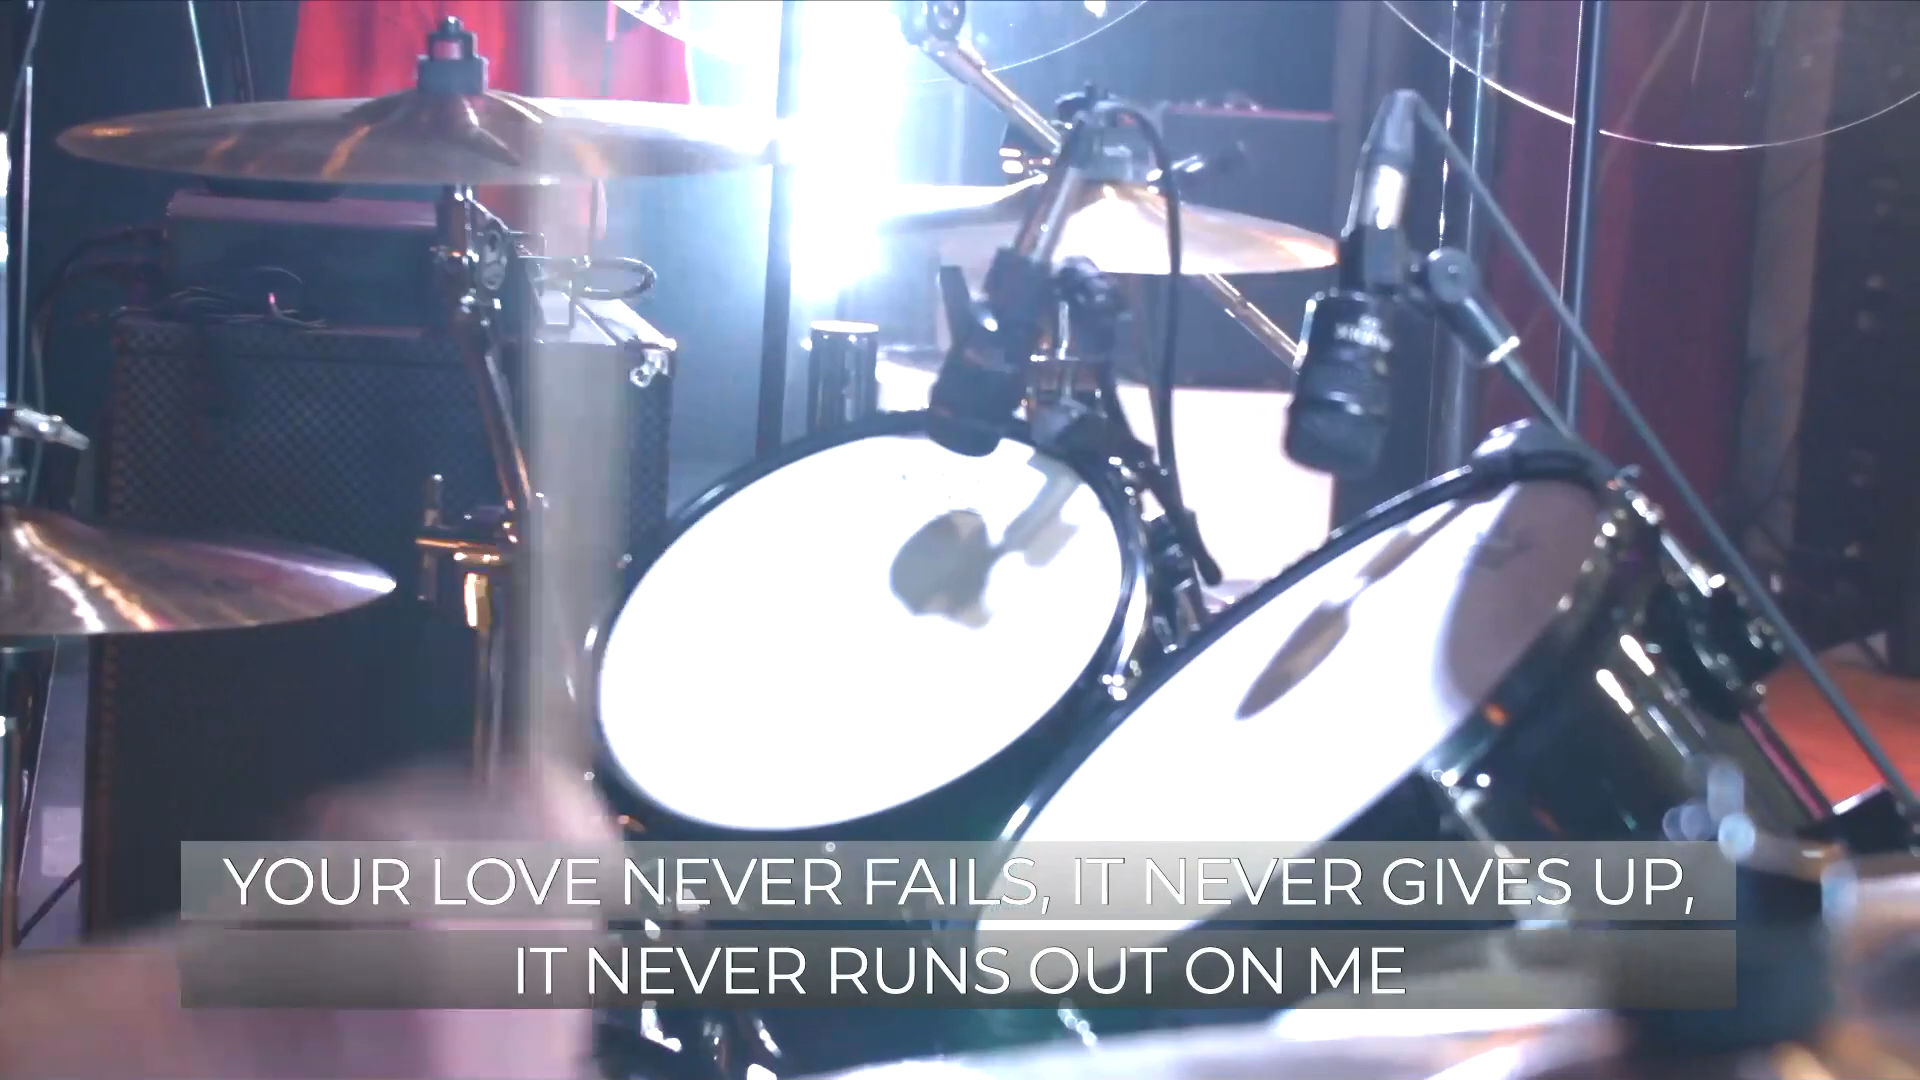 YOUR LOVE NEVER FAILS, IT NEVER GIVES UP,
IT NEVER RUNS OUT ON ME